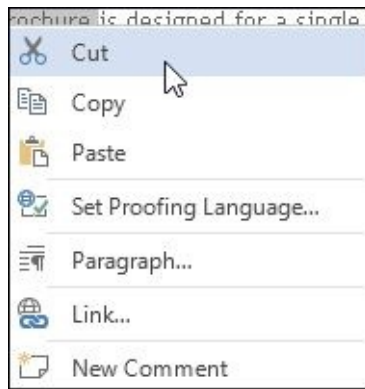 rochure is designed for a single
Cut
Copy
Paste
Set Proofing Language...
Paragraph...
Link...
New Comment